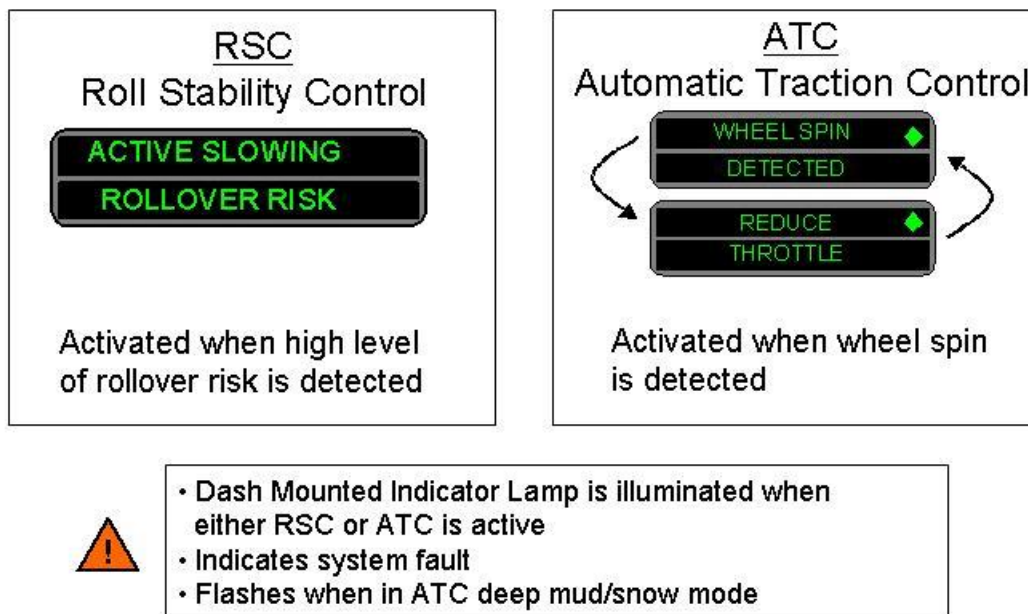 RSC
Roll Stability Control
ACTIVE SLOWING
ROLLOVER RISK
Activated when high level
of rollover risk is detected
ATC
Automatic Traction Control
WHEEL SPIN
DETECTED
REDUCE
THROTTLE
Activated when wheel spin
is detected
!
• Dash Mounted Indicator Lamp is illuminated when
either RSC or ATC is active
• Indicates system fault
• Flashes when in ATC deep mud/snow mode